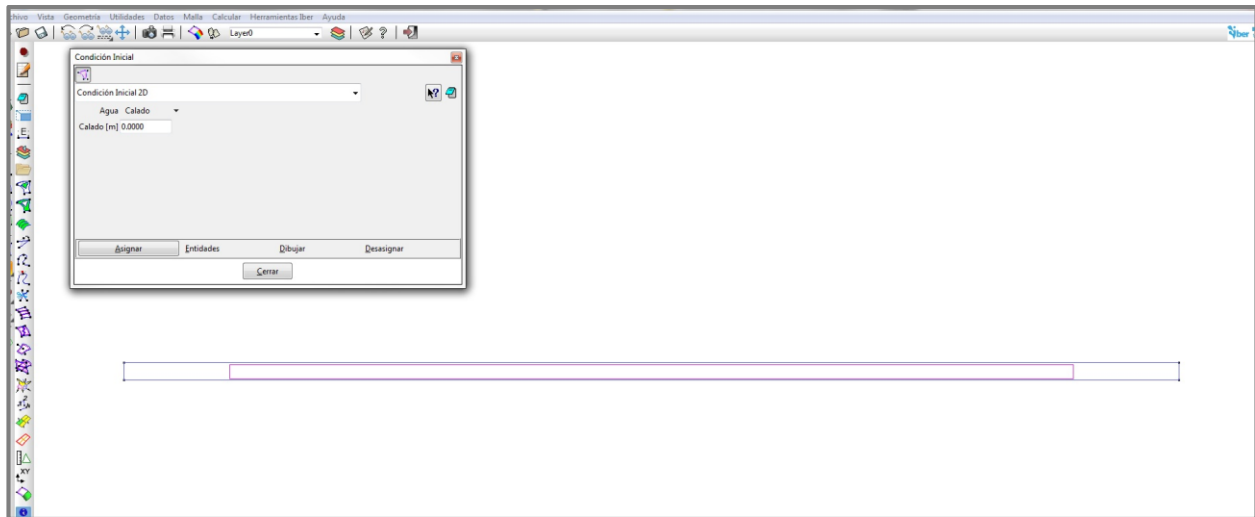 chivo Vista Geometría Utilidades Datos Malla Calcular Herramientas Iber Ayuda
Layer0
Iber
Condición Inicial
Condición Inicial 2D
Agua Calado
Calado [m] 0.0000
Asignar Entidades Dibujar Desasignar
Cerrar
E
XY